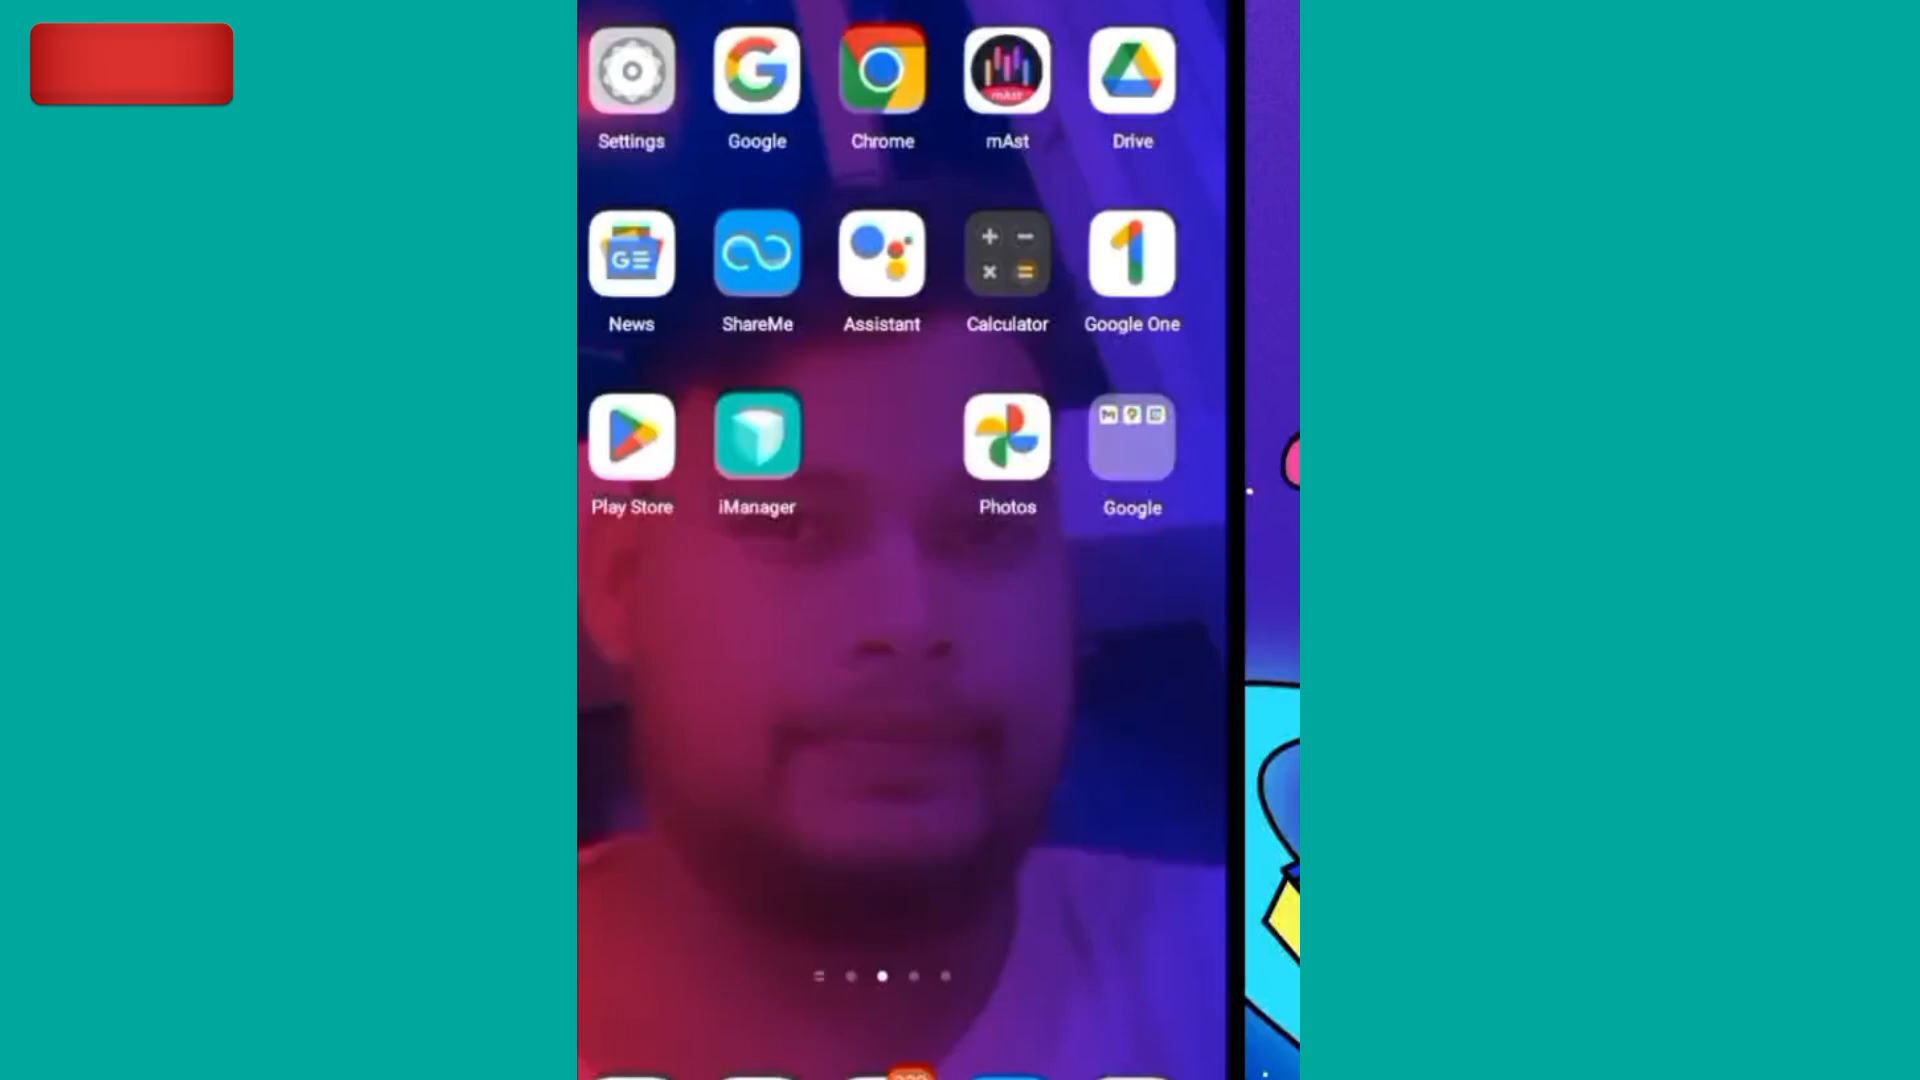 Settings Google Chrome mAst Drive
News ShareMe Assistant Calculator Google One
Play Store iManager Photos Google